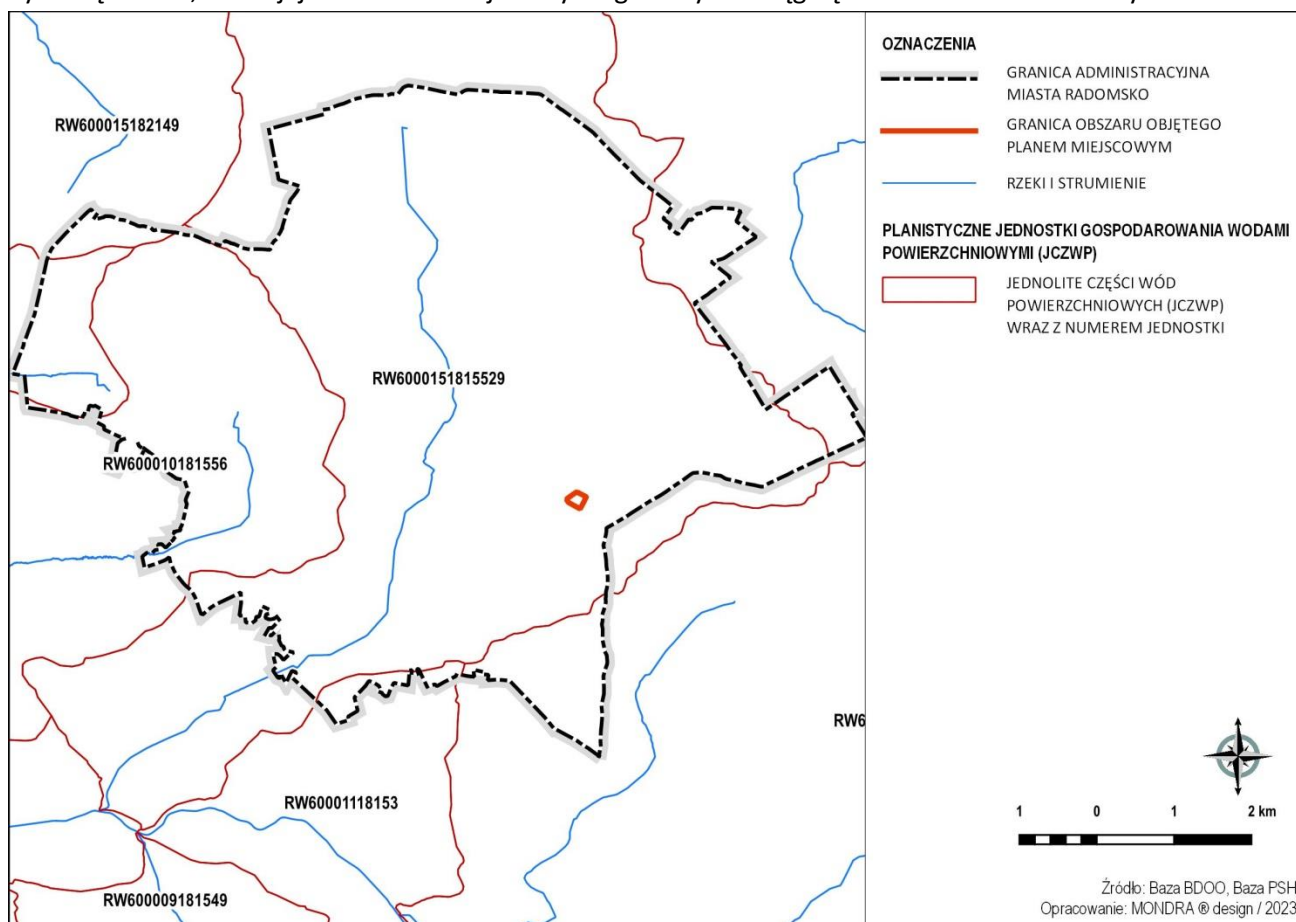 OZNACZENIA
GRANICA ADMINISTRACYJNA
MIASTA RADOMSKO
GRANICA OBSZARU OBJĘTEGO
PLANEM MIEJSCOWYM
RZEKI I STRUMIENIE
PLANISTYCZNE JEDNOSTKI GOSPODAROWANIA WODAMI
POWIERZCHNIOWYMI (JCZWP)
JEDNOLITE CZĘŚCI WÓD
POWIERZCHNIOWYCH (JCZWP)
WRAZ Z NUMEREM JEDNOSTKI
RW600015182149
RW6000151815529
RW600010181556
RW6
RW60001118153
RW600009181549
1 0 1 2 km
Źródło: Baza BDOO, Baza PSH
Opracowanie: MONDRA ® design / 2023